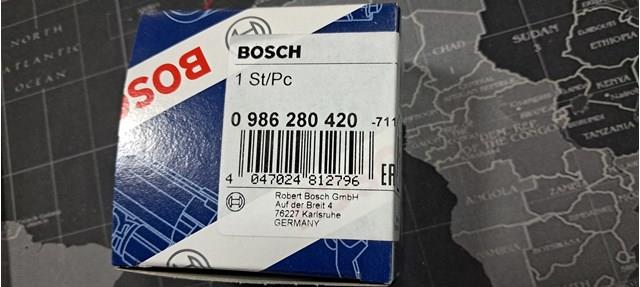 BOSCH
BOSCH
1 St/Pc
0 986 280 420 -711
4 047024 812796
Robert Bosch GmbH
Auf der Breit 4
76227 Karlsruhe
GERMANY
NORTH
ATLANTIC
OCEAN
CHAD
SUDAN
ETHIOPIA
KENYA
TANZANIA
ANGOLA
ZAMBIA